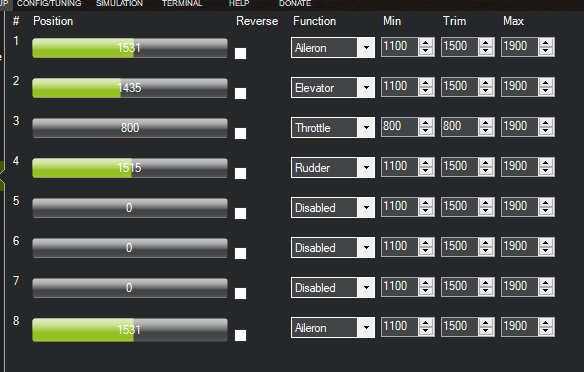 UP CONFIG/TUNING SIMULATION TERMINAL HELP DONATE
# Position Reverse Function Min Trim Max
1 1531 Aileron 1100 1500 1900
2 1435 Elevator 1100 1500 1900
3 800 Throttle 800 800 1900
4 1515 Rudder 1100 1500 1900
5 0 Disabled 1100 1500 1900
6 0 Disabled 1100 1500 1900
7 0 Disabled 1100 1500 1900
8 1531 Aileron 1100 1500 1900